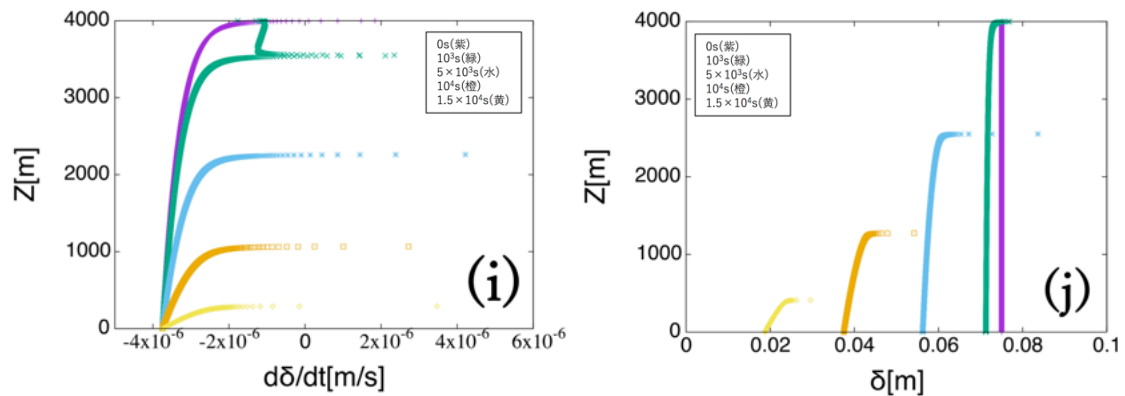 4000
3000
2000
1000
0
Z[m]
-4x10⁻⁶
-2x10⁻⁶
0
2x10⁻⁶
4x10⁻⁶
6x10⁻⁶
dδ/dt[m/s]
0s(紫)
10³s(緑)
5×10³s(水)
10⁴s(橙)
1.5×10⁴s(黄)
(i)
4000
3000
2000
1000
0
Z[m]
0
0.02
0.04
0.06
0.08
0.1
δ[m]
0s(紫)
10³s(緑)
5×10³s(水)
10⁴s(橙)
1.5×10⁴s(黄)
(j)